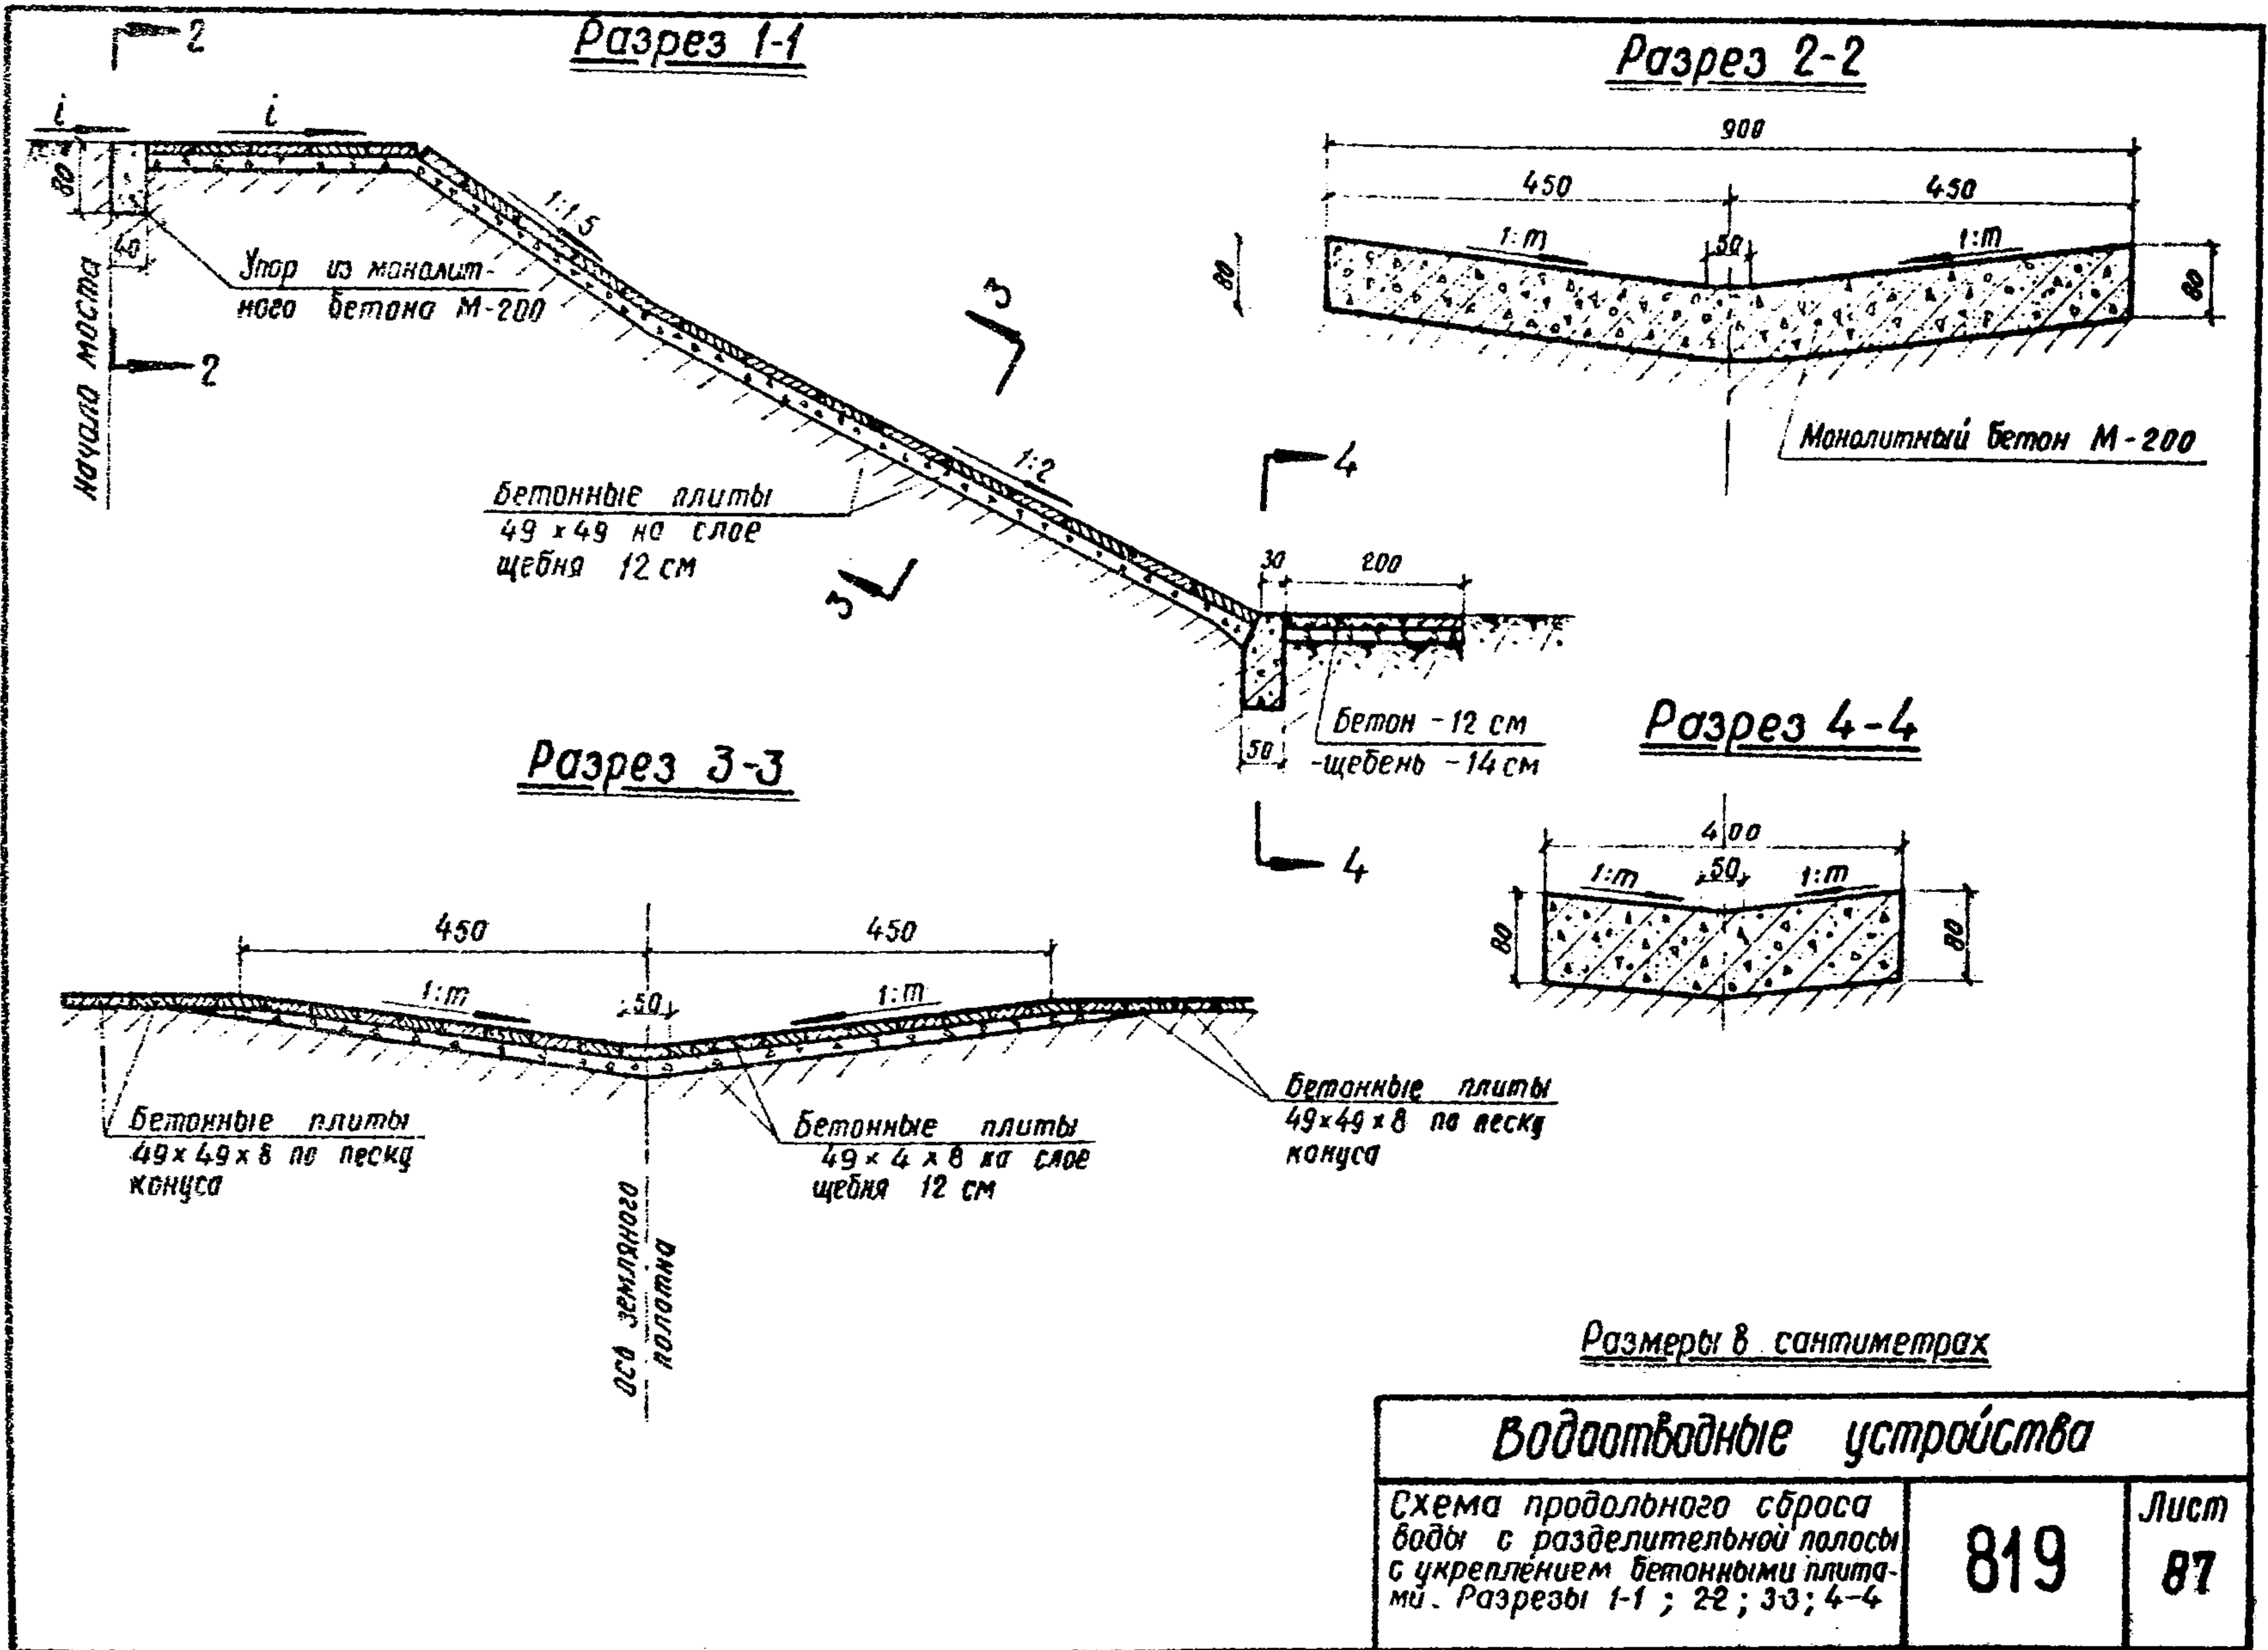 Разрез 1-1
2
i
i
80
40
1:1.5
Упор из монолит-
ного бетона М-200
2
начало моста
3
1:2
Бетонные плиты
49 х 49 на слое
щебня 12 см
3
4
30
200
50
Бетон - 12 см
-щебень - 14 см
4
Разрез 2-2
900
450
450
1:m
50
1:m
80
80
Монолитный бетон М-200
Разрез 3-3
450
450
1:m
50
1:m
Бетонные плиты
49 х 49 х 8 по песку
конуса
Бетонные плиты
49 х 4 х 8 на слое
щебня 12 см
Бетонные плиты
49 х 49 х 8 по песку
конуса
ось земляного
полотна
Разрез 4-4
400
1:m
50
1:m
80
80
Размеры в сантиметрах
Водоотводные устройства
Схема продольного сброса
воды с разделительной полосы
с укреплением бетонными плита-
ми. Разрезы 1-1 ; 2-2 ; 3-3 ; 4-4
819
Лист
87